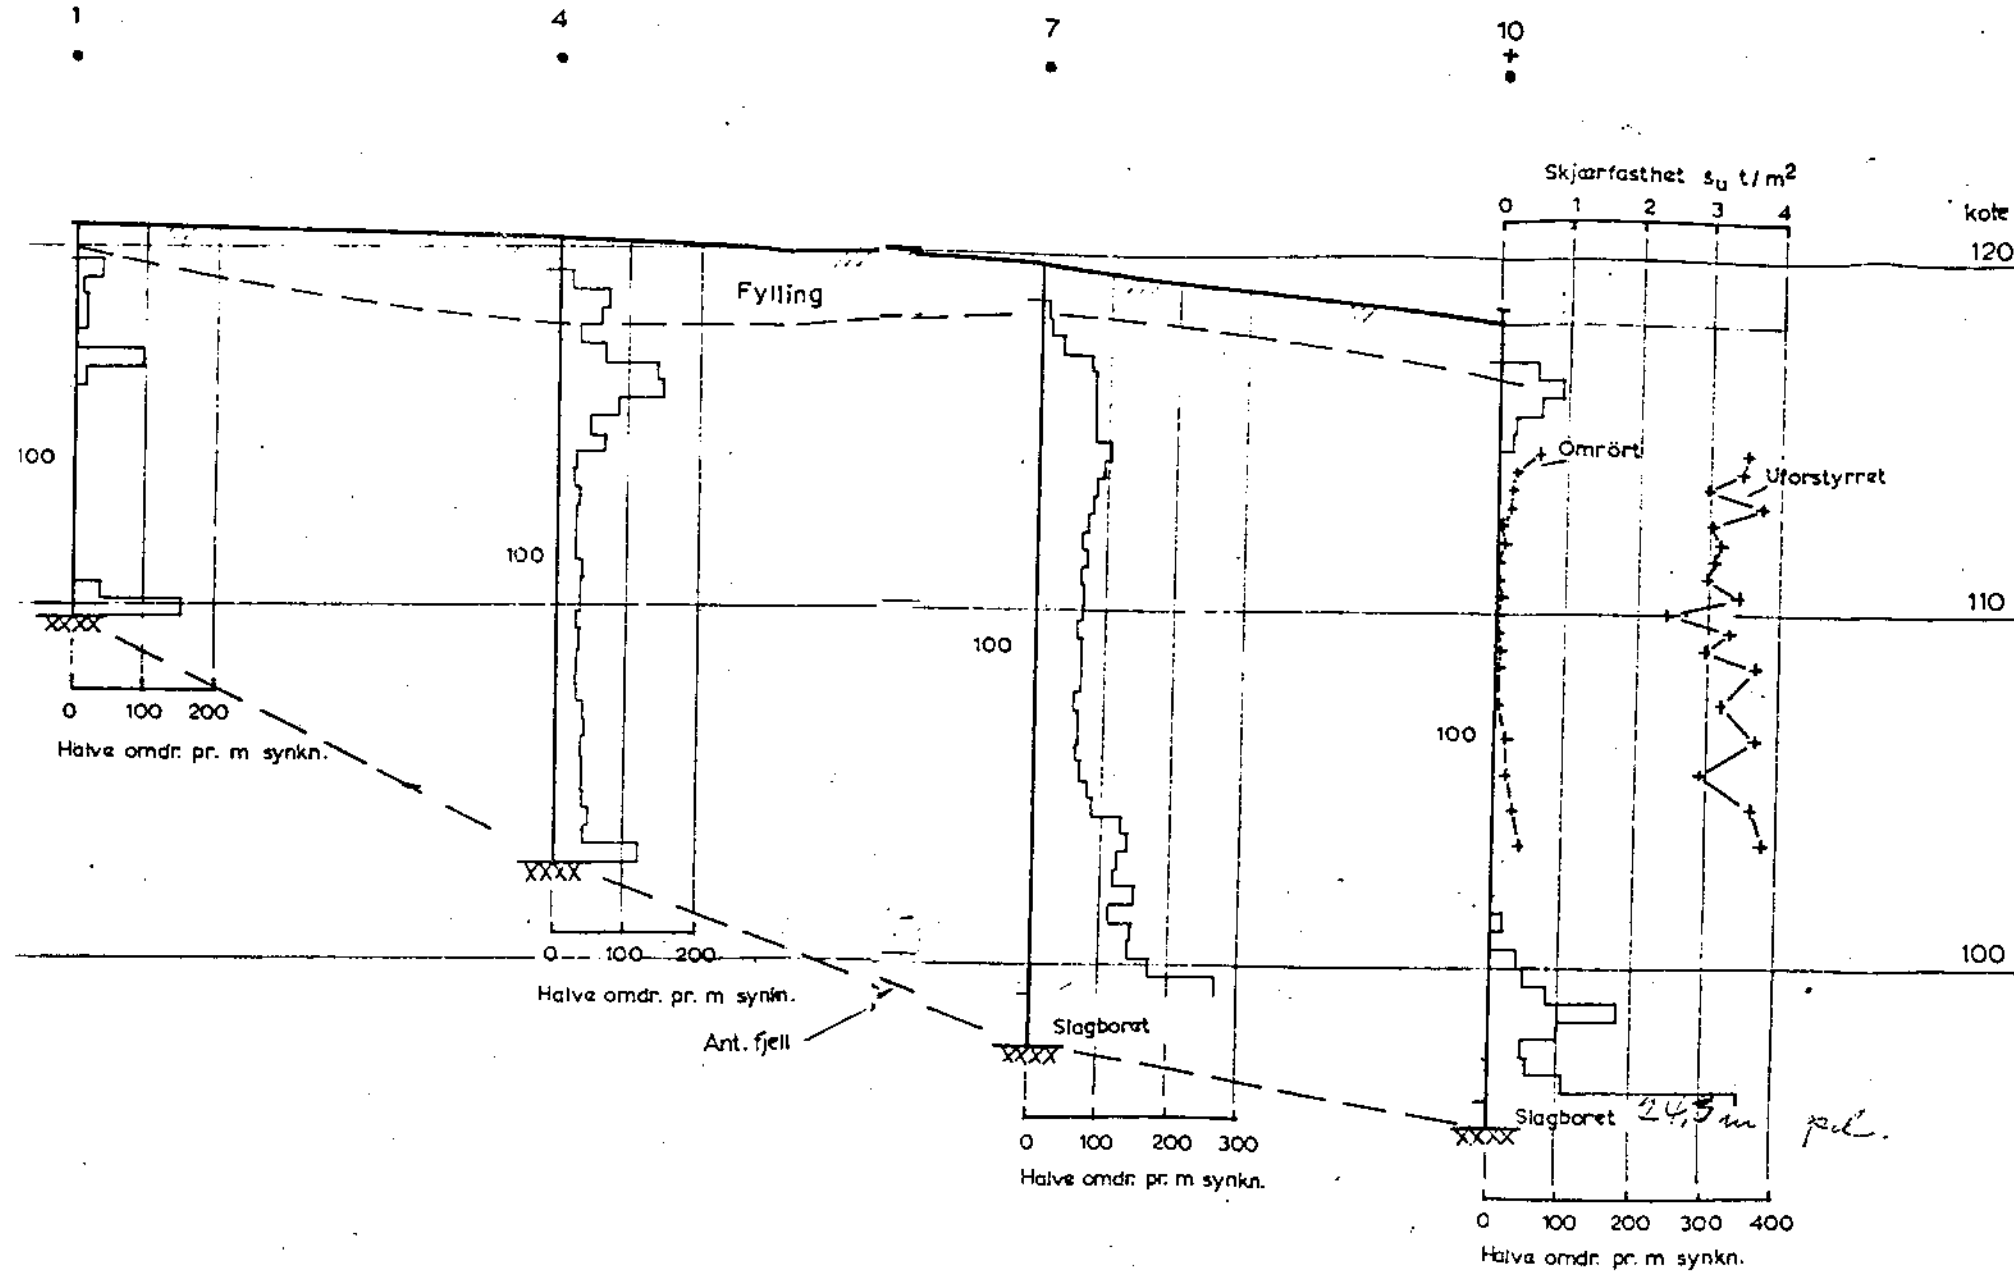 1 4 7 10
Skjærfasthet su t/m²
0 1 2 3 4
kote
120
Fylling
100
Omrört
Uforstyrret
100
110
100
100
0 100 200
Halve omdr. pr. m synkn.
100
0 100 200
Halve omdr. pr. m synkn.
Ant. fjell
Slagboret
Slagboret 24,5 m
0 100 200 300
Halve omdr. pr. m synkn.
0 100 200 300 400
Halve omdr. pr. m synkn.